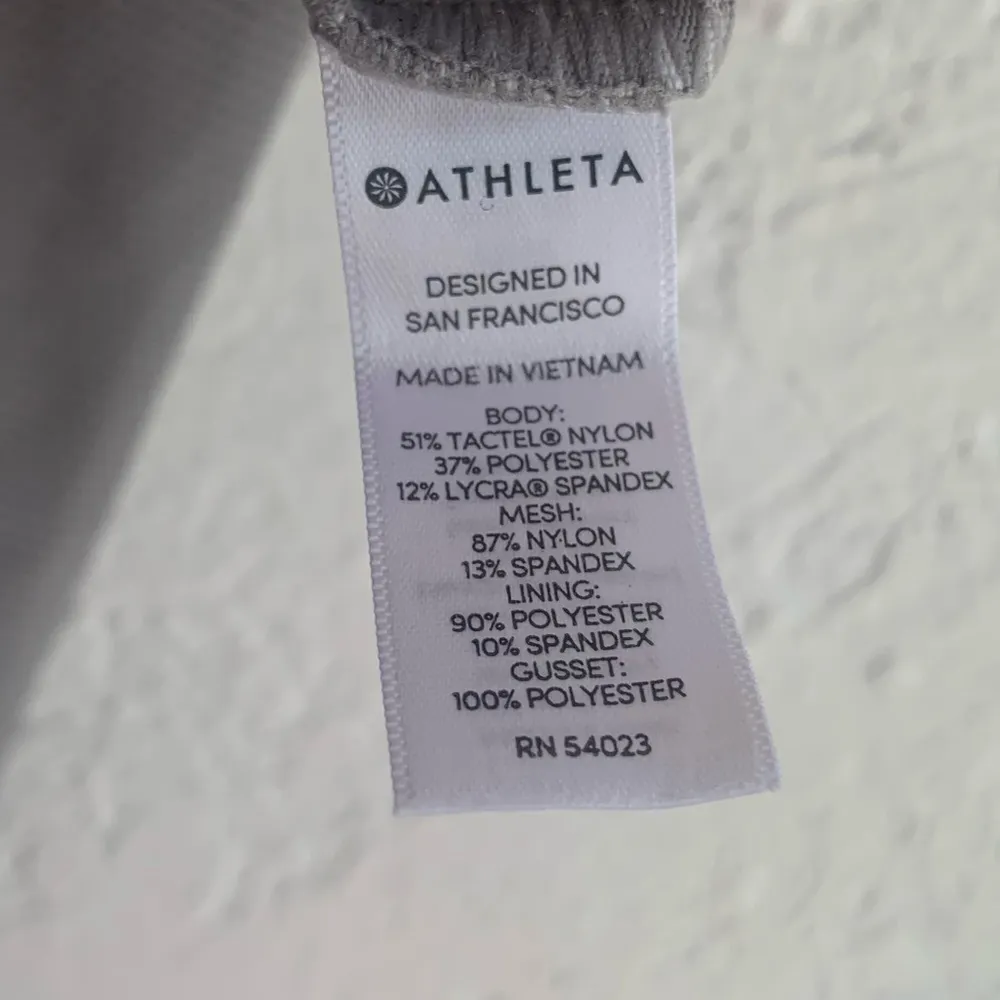 ATHLETA
DESIGNED IN
SAN FRANCISCO
MADE IN VIETNAM
BODY:
51% TACTEL® NYLON
37% POLYESTER
12% LYCRA® SPANDEX
MESH:
87% NYLON
13% SPANDEX
LINING:
90% POLYESTER
10% SPANDEX
GUSSET:
100% POLYESTER
RN 54023